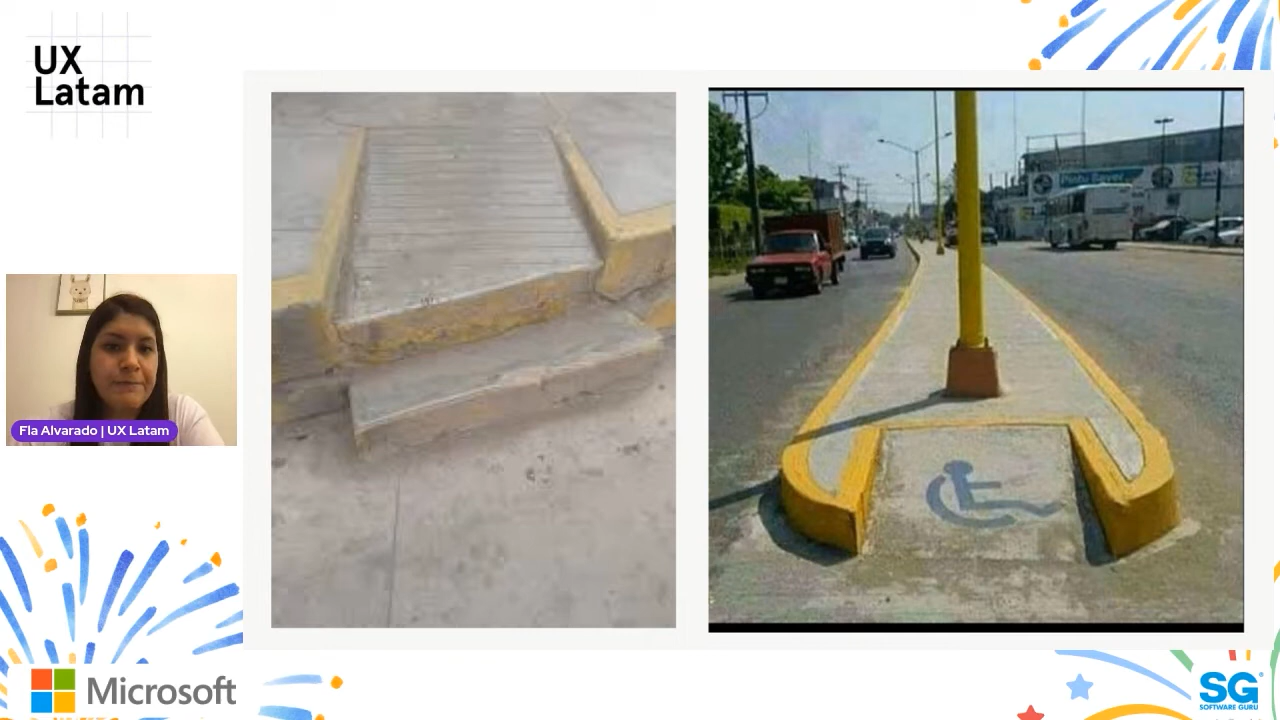 UX
Latam
Fla Alvarado | UX Latam
Microsoft
SG
SOFTWARE GURU